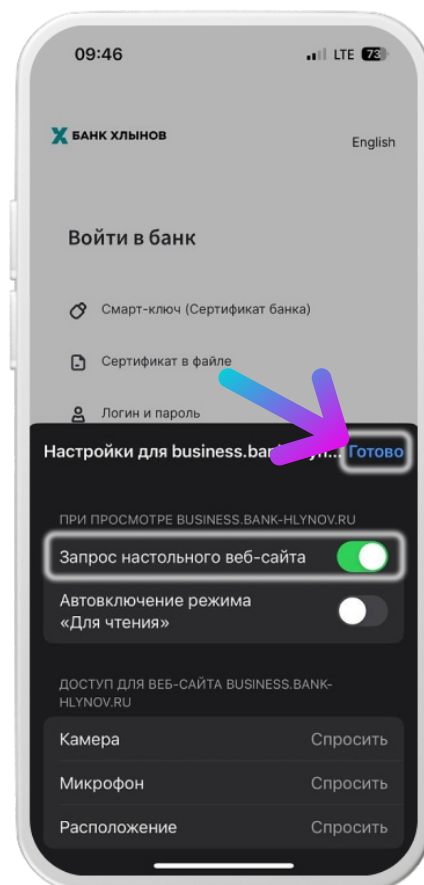 09:46
LTE 73
БАНК ХЛЫНОВ
English
Войти в банк
Смарт-ключ (Сертификат банка)
Сертификат в файле
Логин и пароль
Настройки для business.ban
Готово
ПРИ ПРОСМОТРЕ BUSINESS.BANK-HLYNOV.RU
Запрос настольного веб-сайта
Автовключение режима
«Для чтения»
ДОСТУП ДЛЯ ВЕБ-САЙТА BUSINESS.BANK-
HLYNOV.RU
Камера Спросить
Микрофон Спросить
Расположение Спросить